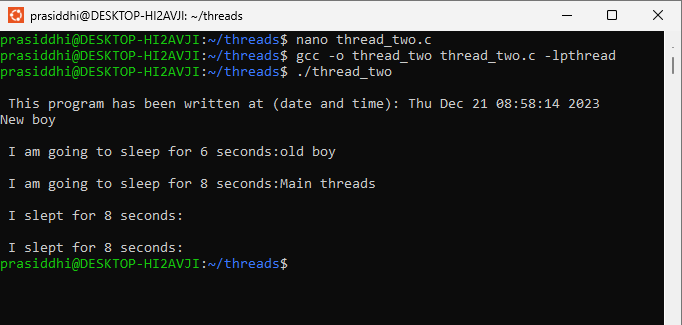 prasiddhi@DESKTOP-HI2AVJI: ~/threads
prasiddhi@DESKTOP-HI2AVJI:~/threads$ nano thread_two.c
prasiddhi@DESKTOP-HI2AVJI:~/threads$ gcc -o thread_two thread_two.c -lpthread
prasiddhi@DESKTOP-HI2AVJI:~/threads$ ./thread_two
This program has been written at (date and time): Thu Dec 21 08:58:14 2023
New boy
I am going to sleep for 6 seconds:old boy
I am going to sleep for 8 seconds:Main threads
I slept for 8 seconds:
I slept for 8 seconds:
prasiddhi@DESKTOP-HI2AVJI:~/threads$